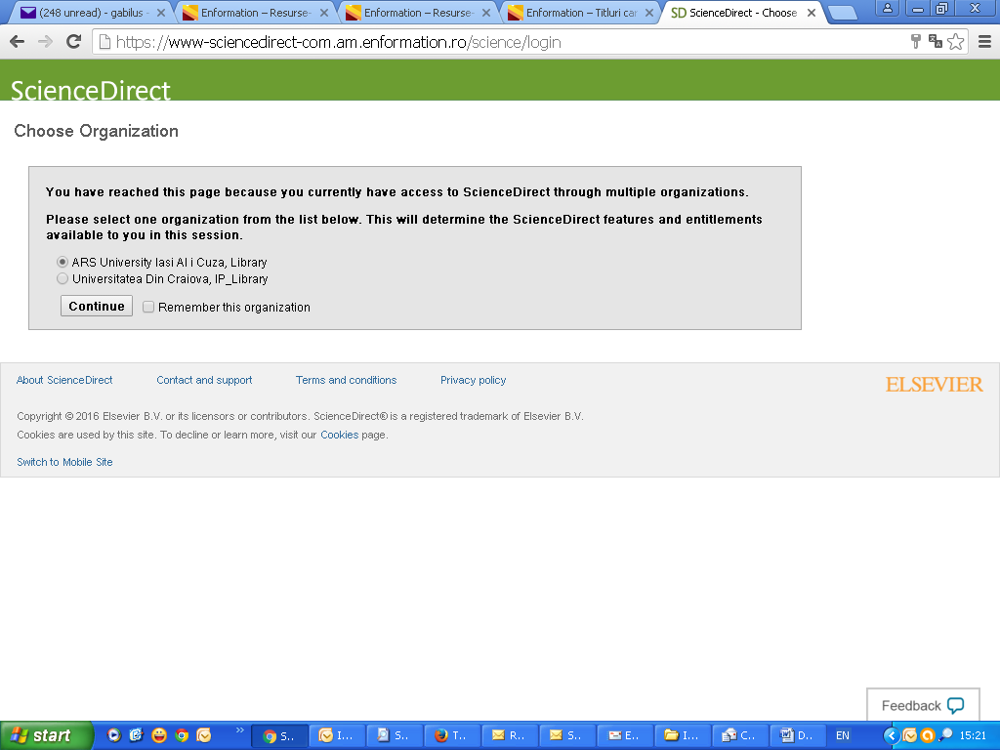 (248 unread) - gabilus - Enformation – Resurse- Enformation – Resurse- Enformation – Titluri car SD ScienceDirect - Choose
https://www-sciencedirect-com.am.enformation.ro/science/login
ScienceDirect
Choose Organization
You have reached this page because you currently have access to ScienceDirect through multiple organizations.
Please select one organization from the list below. This will determine the ScienceDirect features and entitlements
available to you in this session.
ARS University Iasi Al i Cuza, Library
Universitatea Din Craiova, IP_Library
Continue Remember this organization
About ScienceDirect Contact and support Terms and conditions Privacy policy ELSEVIER
Copyright © 2016 Elsevier B.V. or its licensors or contributors. ScienceDirect® is a registered trademark of Elsevier B.V.
Cookies are used by this site. To decline or learn more, visit our Cookies page.
Switch to Mobile Site
Feedback
start S.. I... S.. T... R.. S.. E.. I... C.. D.. EN 15:21